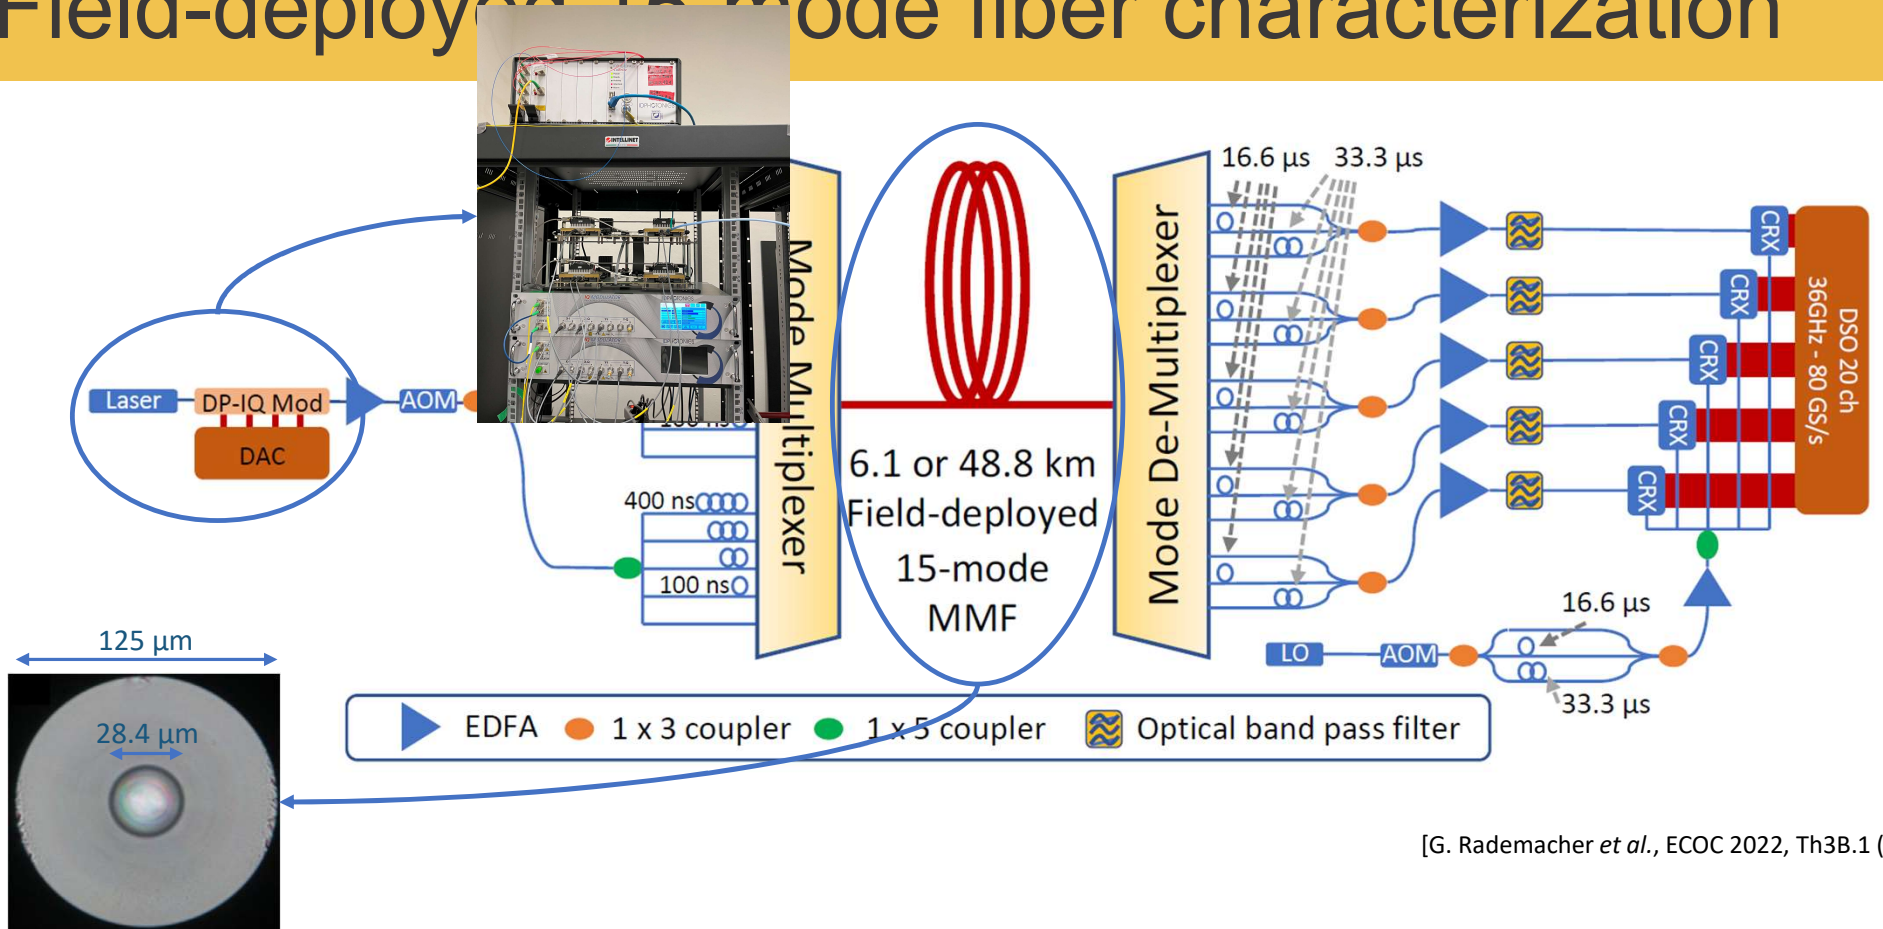 Field-deployed 15 mode fiber characterization
INTELLINET
16.6 µs 33.3 µs
Laser
DP-IQ Mod
DAC
AOM
Mode Multiplexer
400 ns
100 ns
6.1 or 48.8 km
Field-deployed
15-mode
MMF
Mode De-Multiplexer
CRX
CRX
CRX
CRX
CRX
DSO 20 ch
36GHz - 80 GS/s
LO
AOM
16.6 µs
33.3 µs
125 µm
28.4 µm
EDFA 1 x 3 coupler 1 x 5 coupler Optical band pass filter
[G. Rademacher et al., ECOC 2022, Th3B.1 (